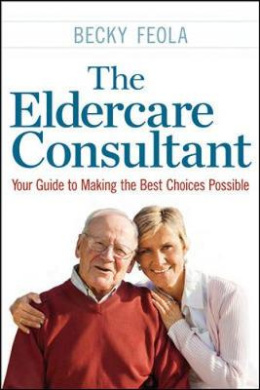 BECKY FEOLA
The
Eldercare
Consultant
Your Guide to Making the Best Choices Possible